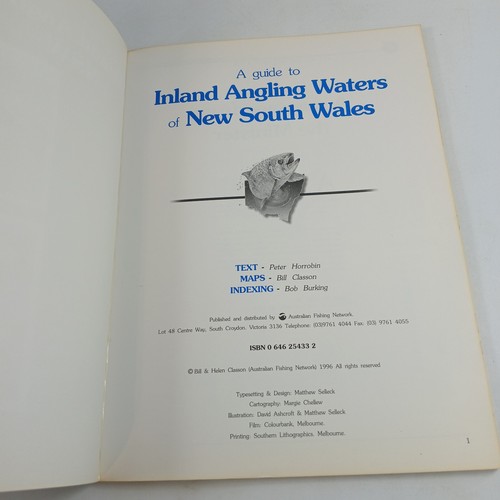 A guide to
Inland Angling Waters
of New South Wales
TEXT - Peter Horrobin
MAPS - Bill Classon
INDEXING - Bob Burking
Published and distributed by Australian Fishing Network.
Lot 48 Centre Way, South Croydon. Victoria 3136 Telephone: (03)9761 4044 Fax: (03) 9761 4055
ISBN 0 646 25433 2
© Bill & Helen Classon (Australian Fishing Network) 1996 All rights reserved.
Typesetting & Design: Matthew Selleck
Cartography: Margie Chellew
Illustration: David Ashcroft & Matthew Selleck
Film: Colourbank, Melbourne.
Printing: Southern Lithographics, Melbourne.
1